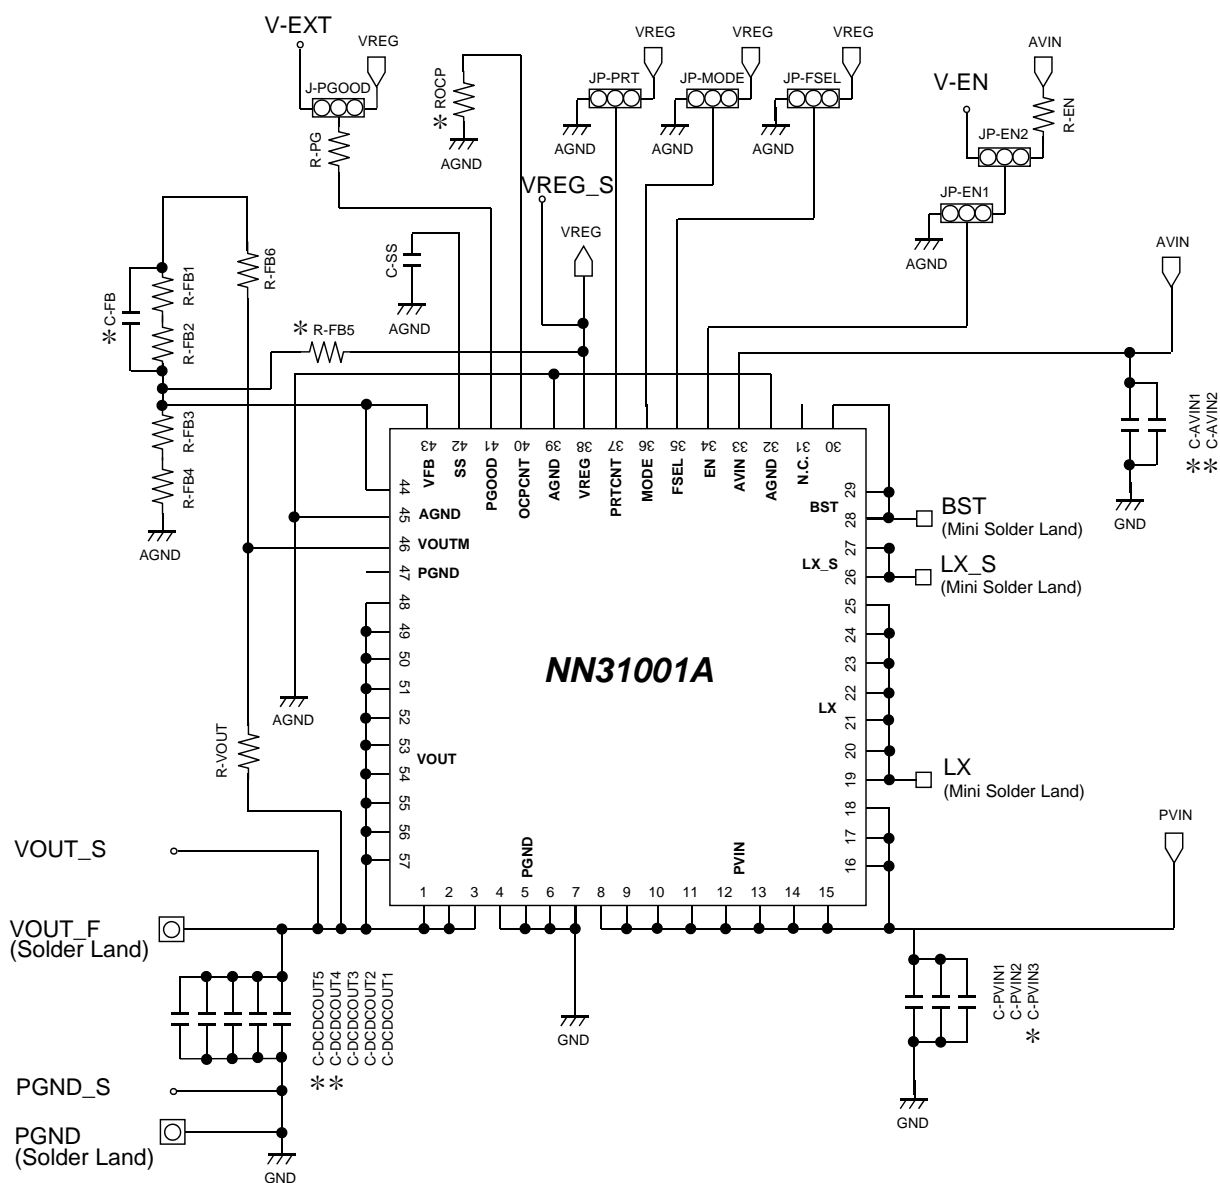 V-EXT
VREG
J-PGOOD
R-PG
* ROCP
AGND
VREG
JP-PRT
AGND
VREG
JP-MODE
AGND
VREG
JP-FSEL
AGND
V-EN
AVIN
R-EN
JP-EN2
JP-EN1
AGND
VREG_S
VREG
AVIN
C-SS
AGND
* C-FB
R-FB1
R-FB2
R-FB6
* R-FB5
R-FB3
R-FB4
AGND
* C-AVIN1
* C-AVIN2
GND
43 42 41 40 39 38 37 36 35 34 33 32 31 30
VFB SS PGOOD OCPCNT AGND VREG PRTCNT MODE FSEL EN AVIN AGND N.C.
44
45 AGND
46 VOUTM
47 PGND
48
49
50
51
52
53
VOUT
54
55
56
57
AGND
R-VOUT
NN31001A
29
BST
28
27
LX_S
26
25
24
23
22
LX
21
20
19
18
17
16
BST
(Mini Solder Land)
LX_S
(Mini Solder Land)
LX
(Mini Solder Land)
PVIN
PGND
PVIN
1 2 3 4 5 6 7 8 9 10 11 12 13 14 15
VOUT_S
VOUT_F
(Solder Land)
* C-DCDCOUT5
* C-DCDCOUT4
C-DCDCOUT3
C-DCDCOUT2
C-DCDCOUT1
GND
C-PVIN1
C-PVIN2
* C-PVIN3
GND
PGND_S
PGND
(Solder Land)
GND